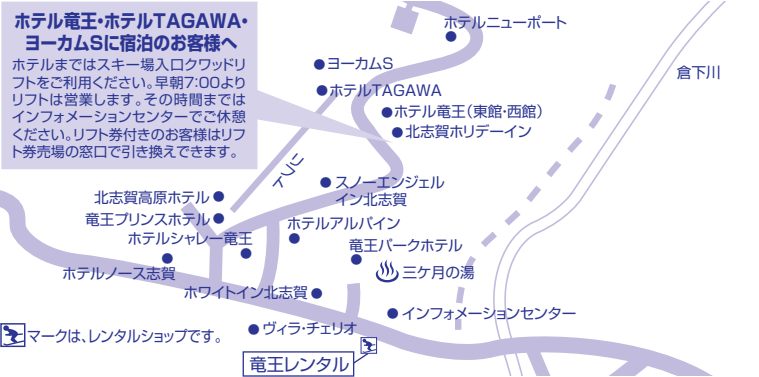 ホテル竜王・ホテルTAGAWA・
ヨーカムSに宿泊のお客様へ
ホテルまではスキー場入口クワッドリ
フトをご利用ください。早朝7:00より
リフトは営業します。その時間までは
インフォメーションセンターでご休憩
ください。リフト券付きのお客様はリフ
ト券売場の窓口で引き換えできます。
ホテルニューポート
ヨーカムS
倉下川
ホテルTAGAWA
ホテル竜王(東館・西館)
北志賀ホリデーイン
リフト
スノーエンジェル
イン北志賀
北志賀高原ホテル
竜王プリンスホテル
ホテルアルパイン
ホテルシャレー竜王
竜王パークホテル
ホテルノース志賀
三ケ月の湯
ホワイトイン北志賀
インフォメーションセンター
ヴィラ・チェリオ
マークは、レンタルショップです。
竜王レンタル